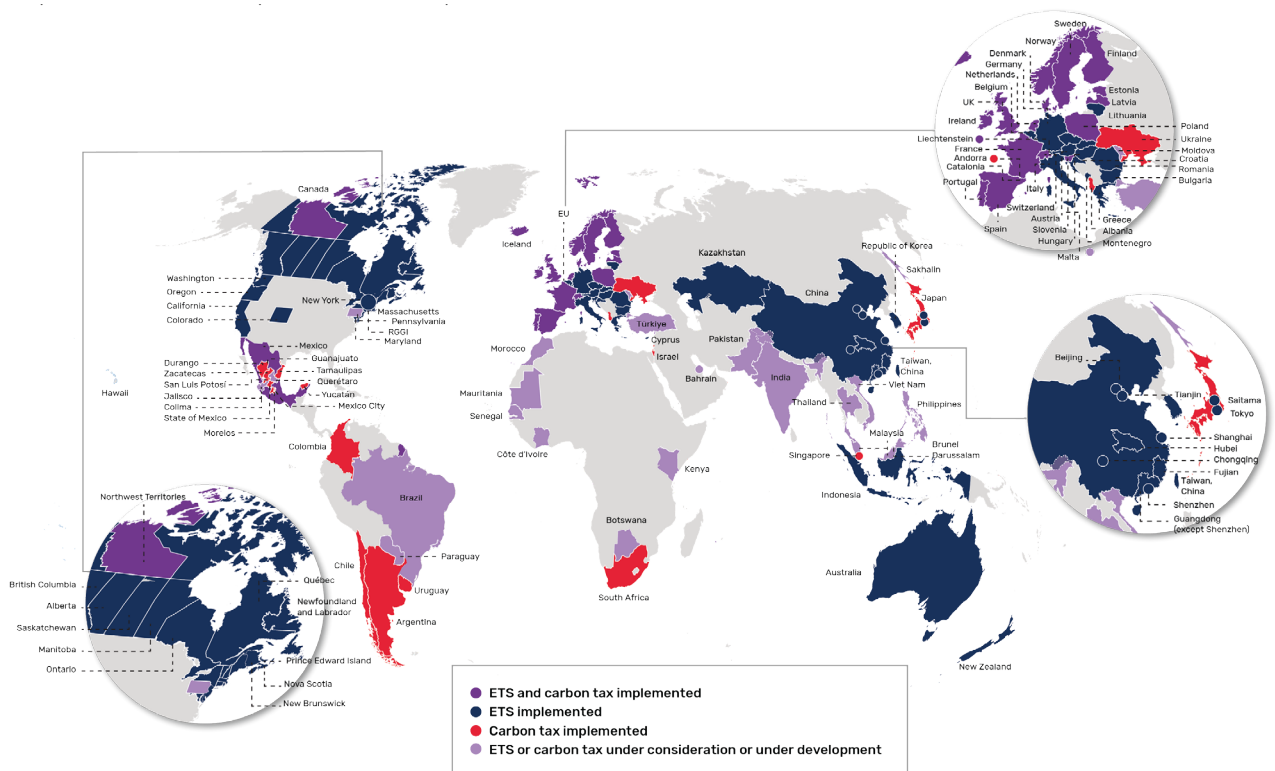 Sweden
Norway
Finland
Denmark
Germany
Netherlands
Belgium
UK
Ireland
Liechtenstein
France
Andorra
Catalonia
Portugal
Spain
Italy
Switzerland
Austria
Slovenia
Hungary
Malta
Estonia
Latvia
Lithuania
Poland
Ukraine
Moldova
Croatia
Romania
Bulgaria
Greece
Albania
Montenegro
Canada
EU
Iceland
Kazakhstan
Republic of Korea
Sakhalin
Japan
China
Washington
Oregon
California
Colorado
New York
Massachusetts
Pennsylvania
RGGI
Maryland
Mexico
Guanajuato
Tamaulipas
Querétaro
Yucatán
Mexico City
Durango
Zacatecas
San Luis Potosí
Jalisco
Colima
State of Mexico
Morelos
Hawaii
Türkiye
Cyprus
Israel
Pakistan
Bahrain
India
Morocco
Mauritania
Senegal
Côte d'Ivoire
Kenya
Botswana
South Africa
Taiwan,
China
Viet Nam
Philippines
Thailand
Malaysia
Brunei
Darussalam
Singapore
Indonesia
Australia
New Zealand
Colombia
Brazil
Paraguay
Chile
Uruguay
Argentina
Beijing
Tianjin
Saitama
Tokyo
Shanghai
Hubei
Chongqing
Fujian
Taiwan,
China
Shenzhen
Guangdong
(except Shenzhen)
Northwest Territories
British Columbia
Alberta
Saskatchewan
Manitoba
Ontario
Québec
Newfoundland
and Labrador
Prince Edward Island
Nova Scotia
New Brunswick
ETS and carbon tax implemented
ETS implemented
Carbon tax implemented
ETS or carbon tax under consideration or under development